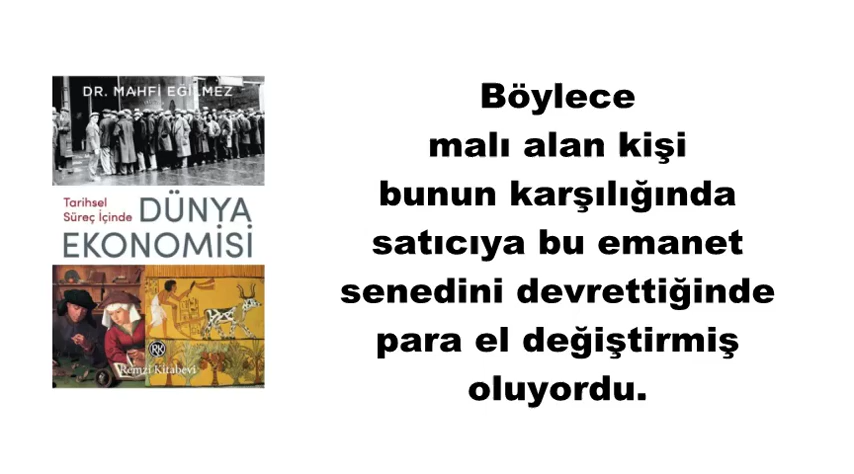 DR. MAHFİ EĞİLMEZ
Tarihsel
Süreç İçinde
DÜNYA
EKONOMİSİ
RK
Remzi Kitabevi
Böylece
malı alan kişi
bunun karşılığında
satıcıya bu emanet
senedini devrettiğinde
para el değiştirmiş
oluyordu.